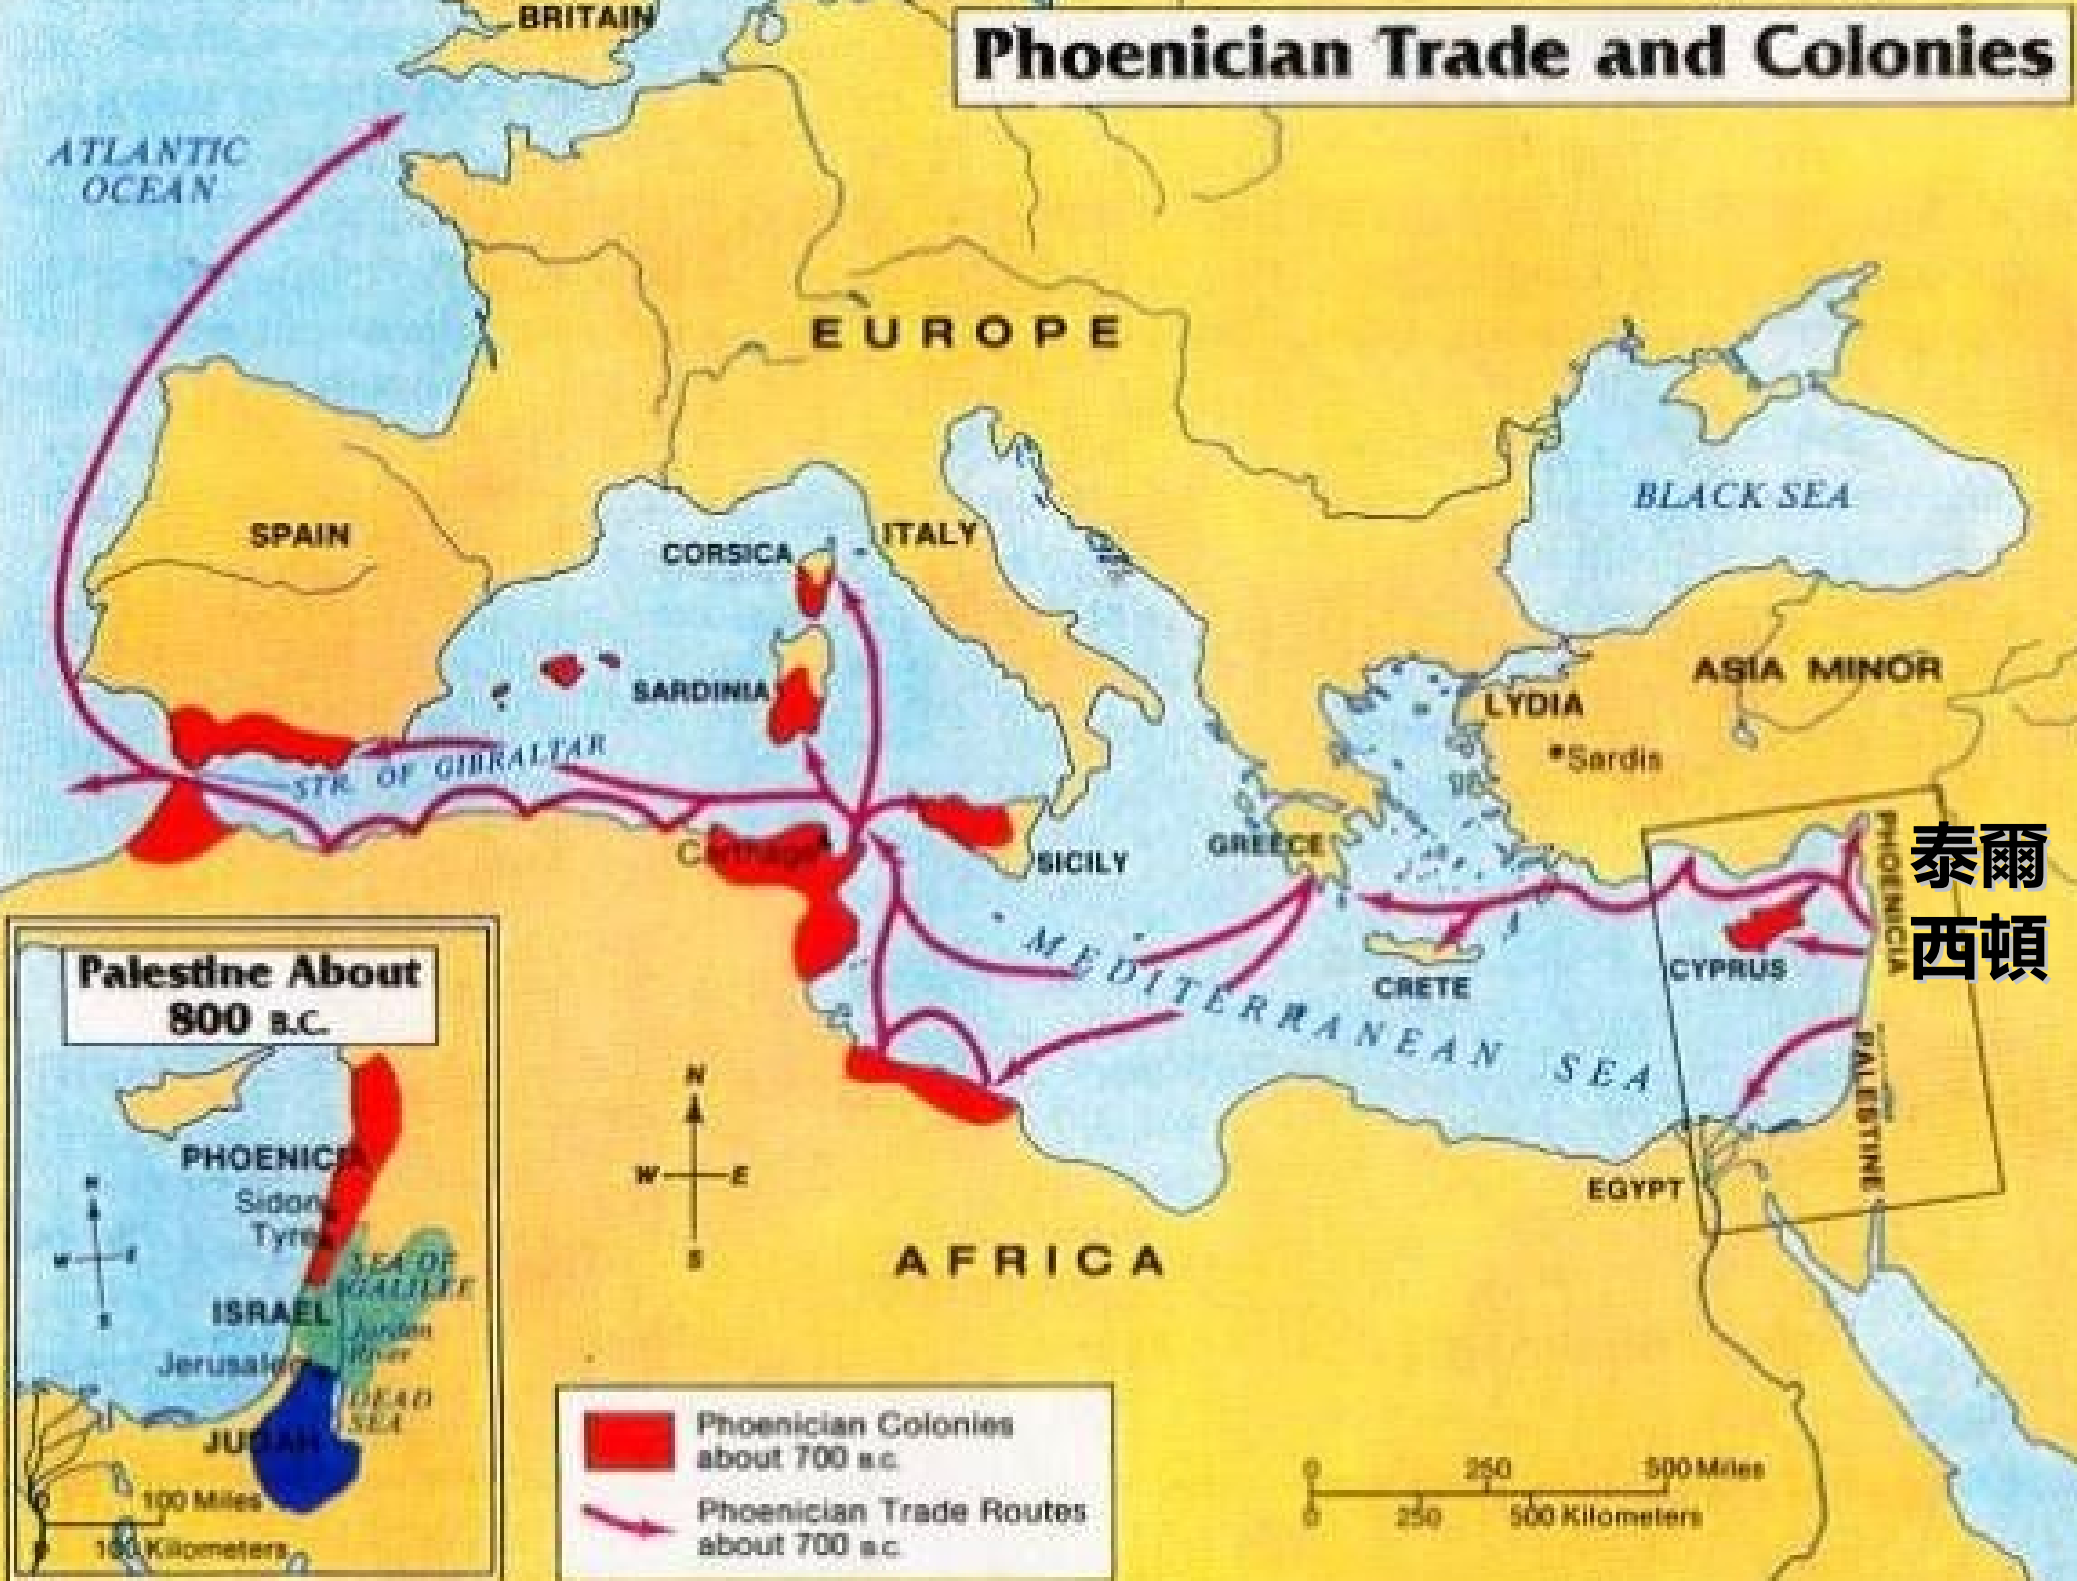 BRITAIN
Phoenician Trade and Colonies
ATLANTIC
OCEAN
EUROPE
BLACK SEA
SPAIN
CORSICA
ITALY
SARDINIA
ASIA MINOR
LYDIA
Sardis
STR. OF GIBRALTAR
Carthage
SICILY
GREECE
PHOENICIA
泰爾
西頓
MEDITERRANEAN SEA
CRETE
CYPRUS
PALESTINE
EGYPT
AFRICA
N
W E
S
Palestine About
800 B.C.
PHOENICIA
Sidon
Tyre
N
W E
S
SEA OF
GALILEE
ISRAEL
Jordan
River
Jerusalem
DEAD
SEA
JUDAH
0 100 Miles
0 100 Kilometers
Phoenician Colonies
about 700 B.C.
Phoenician Trade Routes
about 700 B.C.
0 250 500 Miles
0 250 500 Kilometers